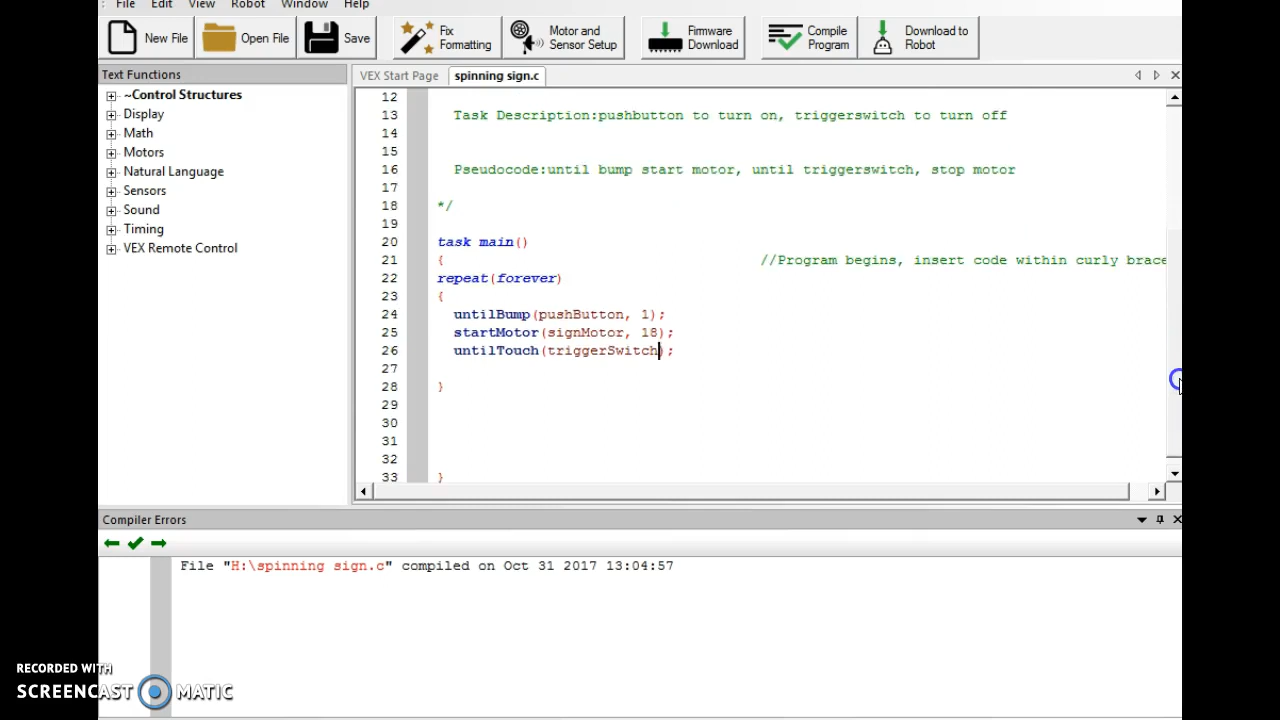 File Edit View Robot Window Help
New File Open File Save Fix Formatting Motor and Sensor Setup Firmware Download Compile Program Download to Robot
Text Functions
VEX Start Page spinning sign.c
~Control Structures
Display
Math
Motors
Natural Language
Sensors
Sound
Timing
VEX Remote Control
12
13 Task Description:pushbutton to turn on, triggerswitch to turn off
14
15
16 Pseudocode:until bump start motor, until triggerswitch, stop motor
17
18 */
19
20 task main()
21 { //Program begins, insert code within curly brace
22 repeat(forever)
23 {
24 untilBump(pushButton, 1);
25 startMotor(signMotor, 18);
26 untilTouch(triggerSwitch);
27
28 }
29
30
31
32
33 }
Compiler Errors
File "H:\spinning sign.c" compiled on Oct 31 2017 13:04:57
RECORDED WITH
SCREENCAST MATIC